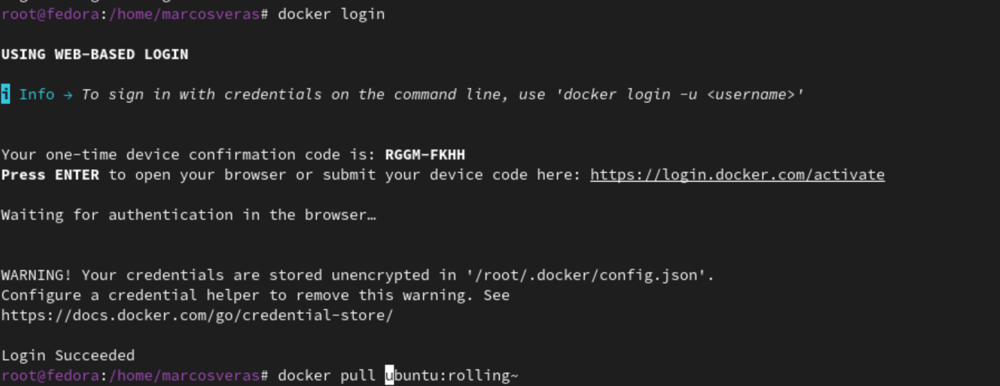 root@fedora:/home/marcosveras# docker login
USING WEB-BASED LOGIN
i Info → To sign in with credentials on the command line, use 'docker login -u <username>'
Your one-time device confirmation code is: RGGM-FKHH
Press ENTER to open your browser or submit your device code here: https://login.docker.com/activate
Waiting for authentication in the browser…
WARNING! Your credentials are stored unencrypted in '/root/.docker/config.json'.
Configure a credential helper to remove this warning. See
https://docs.docker.com/go/credential-store/
Login Succeeded
root@fedora:/home/marcosveras# docker pull ubuntu:rolling~